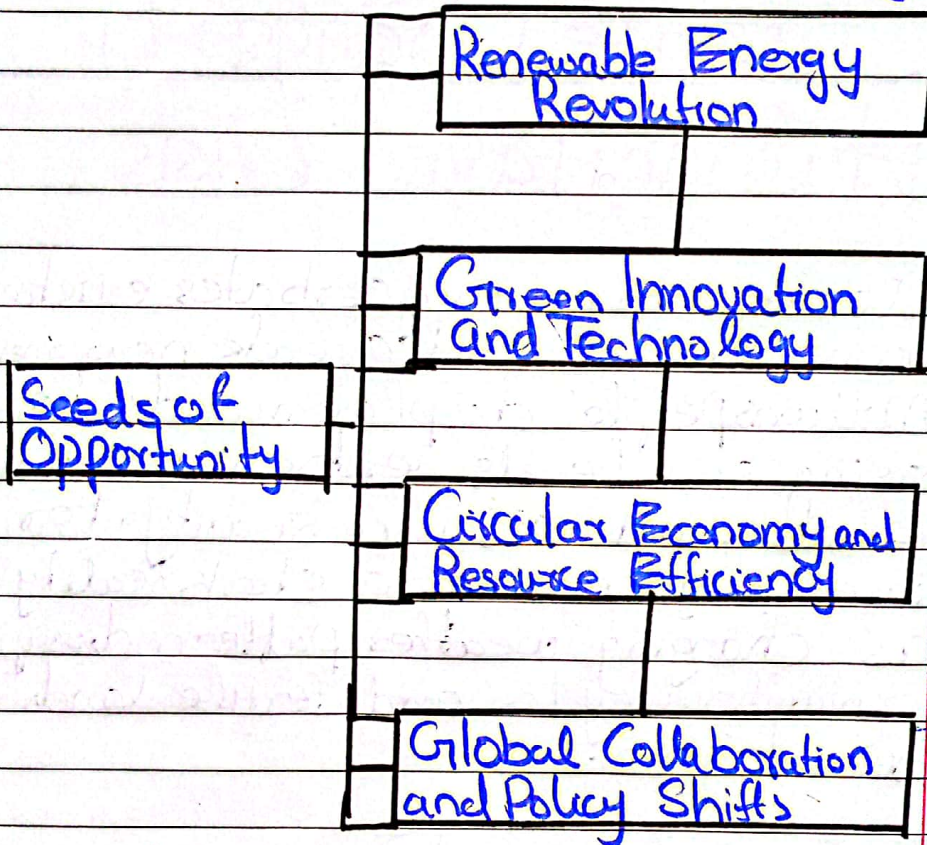 Renewable Energy
Revolution
Green Innovation
and Technology
Seeds of
Opportunity
Circular Economy and
Resource Efficiency
Global Collaboration
and Policy Shifts